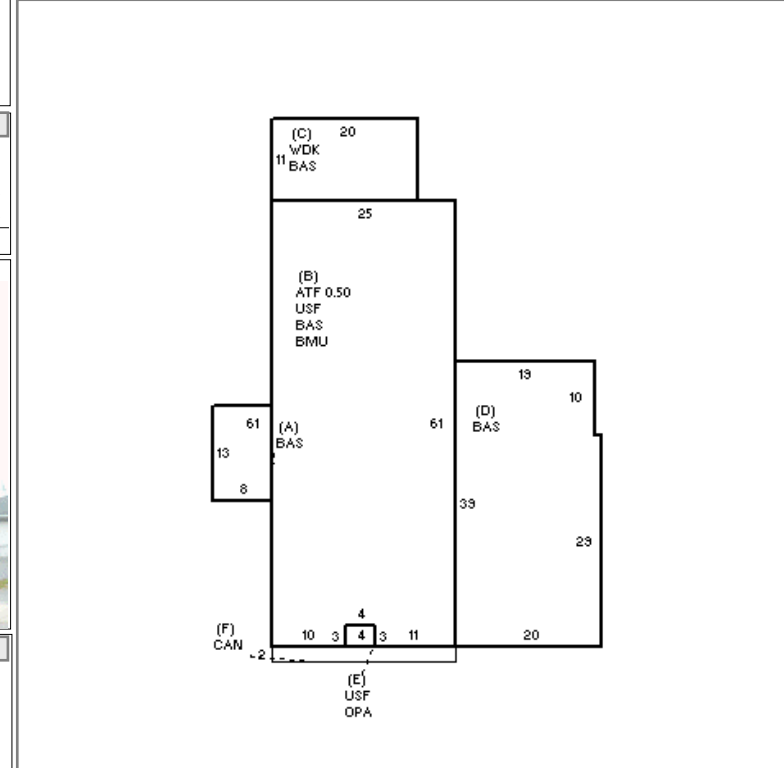 (C)
20
WDK
11
BAS
25
(B)
ATF 0.50
USF
BAS
BMU
19
10
(D)
BAS
61
(A)
BAS
61
13
8
39
29
4
10
3
4
3
11
20
(F)
CAN
2
(E)
USF
OPA